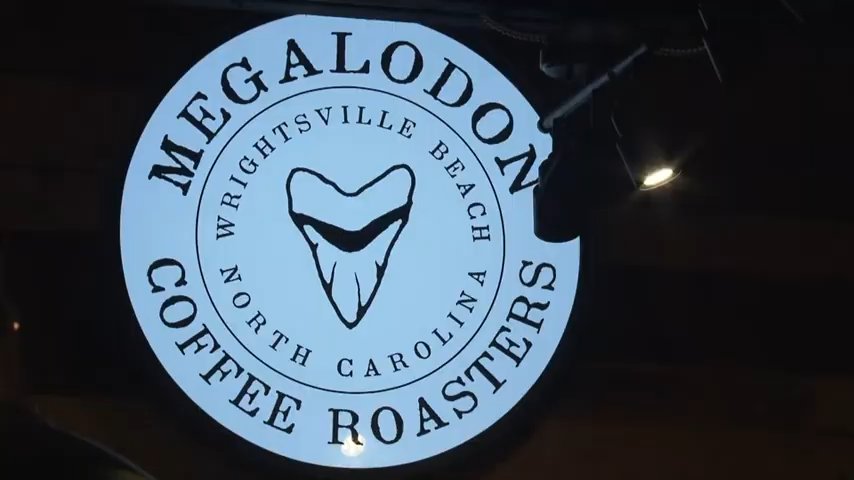 MEGALODON
WRIGHTSVILLE BEACH
NORTH CAROLINA
COFFEE ROASTERS